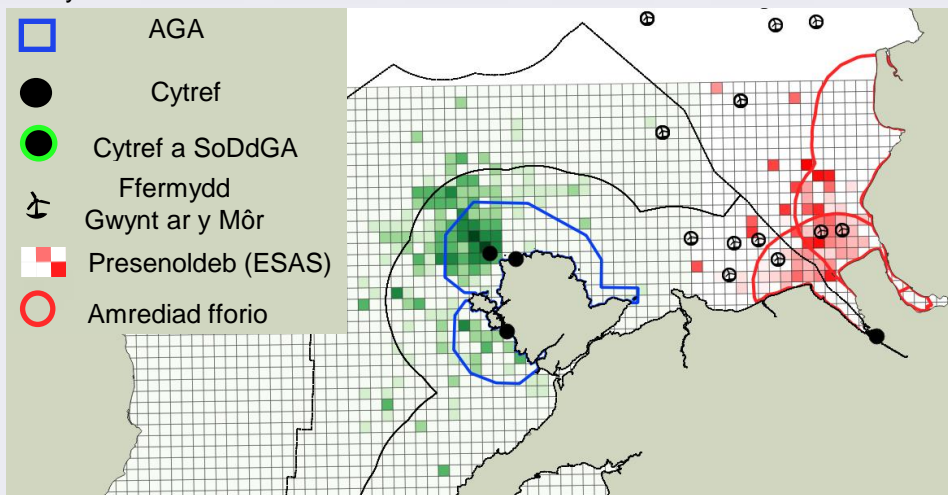 AGA
Cytref
Cytref a SoDdGA
Ffermydd
Gwynt ar y Môr
Presenoldeb (ESAS)
Amrediad fforio